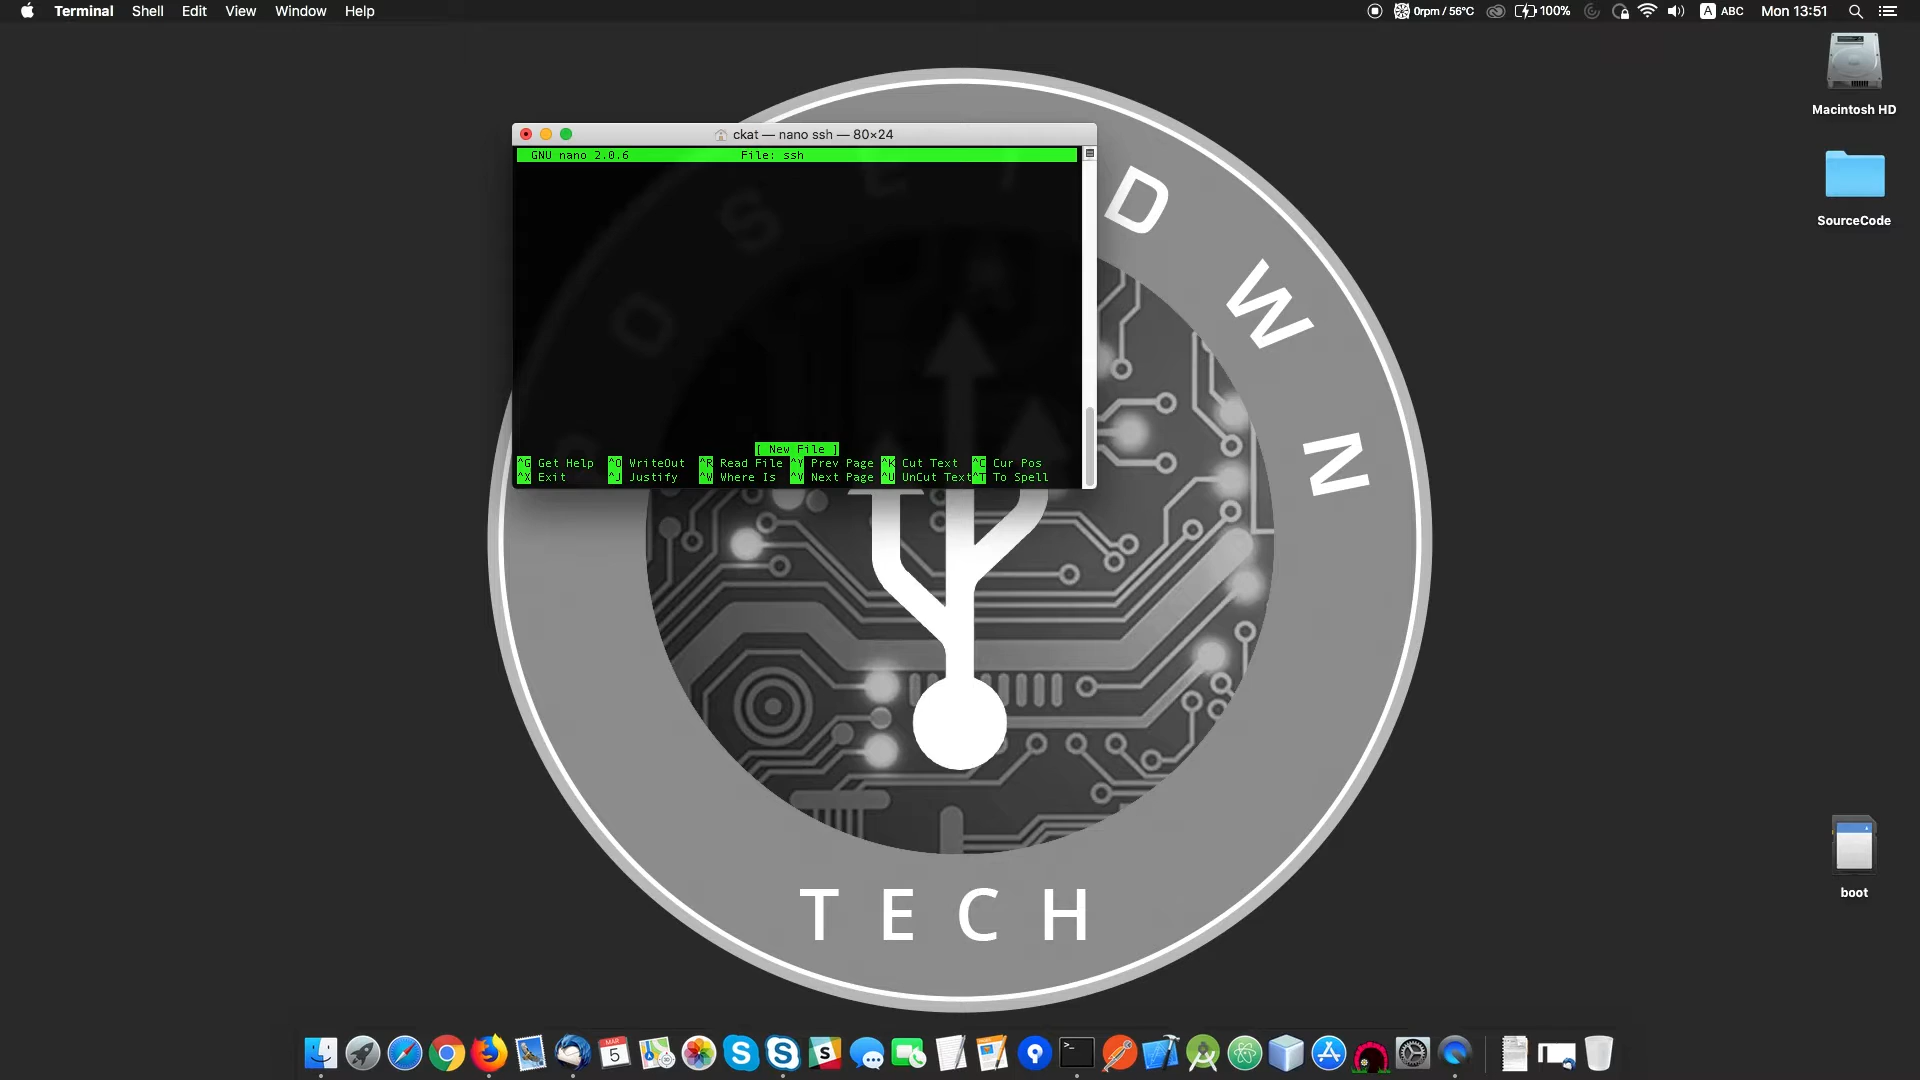 Terminal Shell Edit View Window Help
0rpm / 56°C 100% A ABC Mon 13:51
Macintosh HD
SourceCode
ckat — nano ssh — 80×24
GNU nano 2.0.6 File: ssh
[ New File ]
^G Get Help ^O WriteOut ^R Read File ^Y Prev Page ^K Cut Text ^C Cur Pos
^X Exit ^J Justify ^W Where Is ^V Next Page ^U UnCut Text ^T To Spell
O S E I D W N
TECH
boot
MAR
5